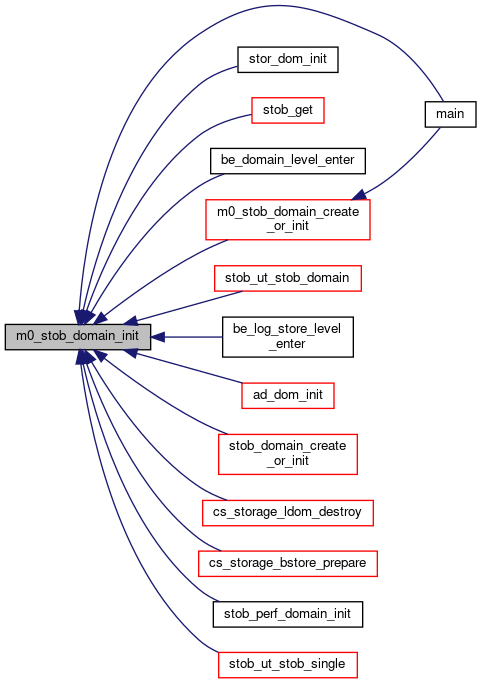 stor_dom_init
stob_get
main
be_domain_level_enter
m0_stob_domain_create
_or_init
stob_ut_stob_domain
m0_stob_domain_init
be_log_store_level
_enter
ad_dom_init
stob_domain_create
_or_init
cs_storage_ldom_destroy
cs_storage_bstore_prepare
stob_perf_domain_init
stob_ut_stob_single